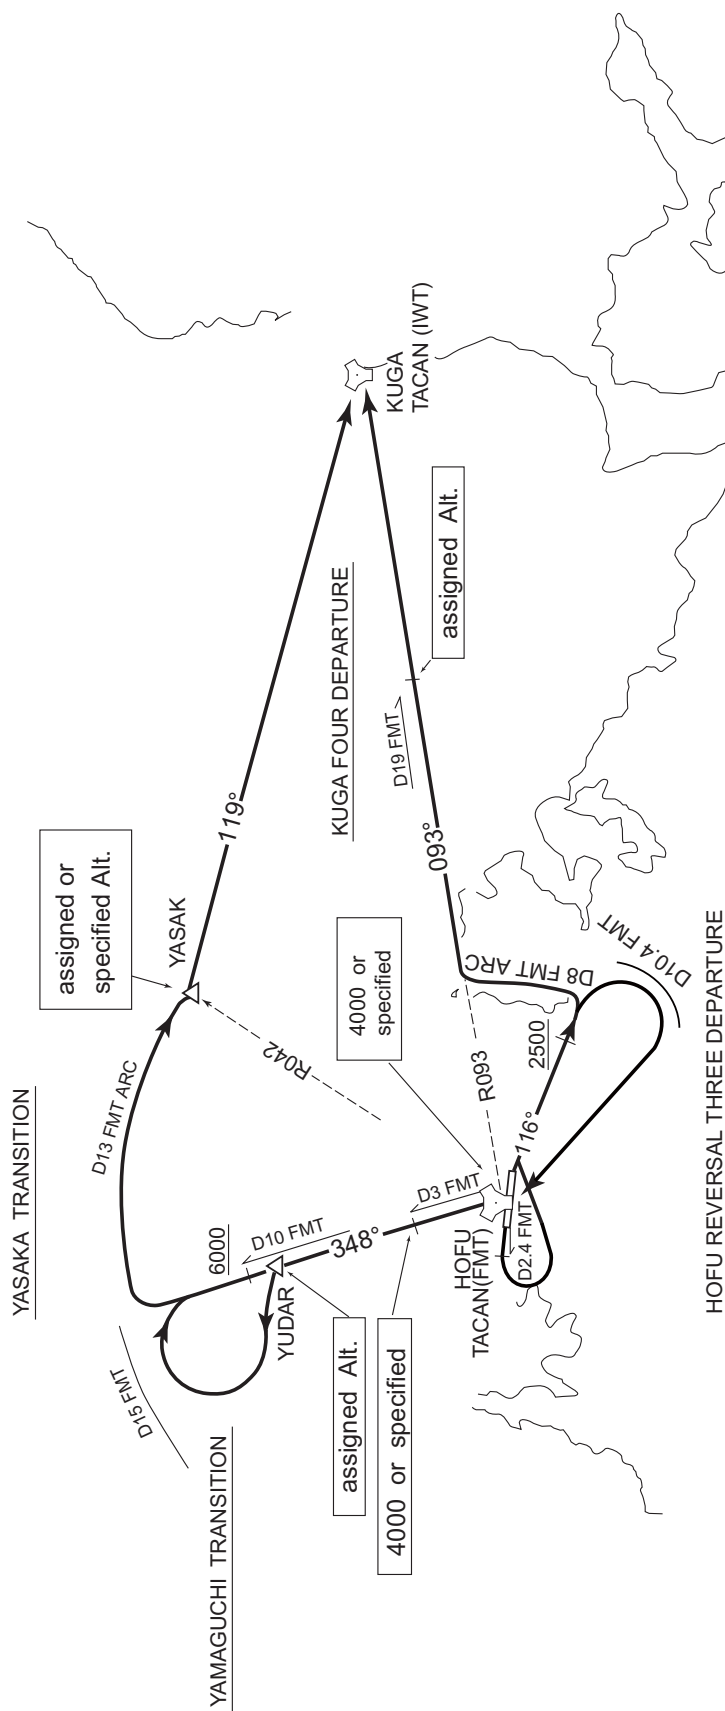 YASAKA TRANSITION
YAMAGUCHI TRANSITION
D15 FMT
D13 FMT ARC
assigned or
specified Alt.
YASAK
119°
R042
6000
D10 FMT
348°
YUDAR
assigned Alt.
4000 or specified
D3 FMT
4000 or
specified
KUGA FOUR DEPARTURE
KUGA
TACAN (IWT)
assigned Alt.
D19 FMT
093°
R093
D8 FMT ARC
HOFU
TACAN(FMT)
D2.4 FMT
116°
2500
D10.4 FMT
HOFU REVERSAL THREE DEPARTURE